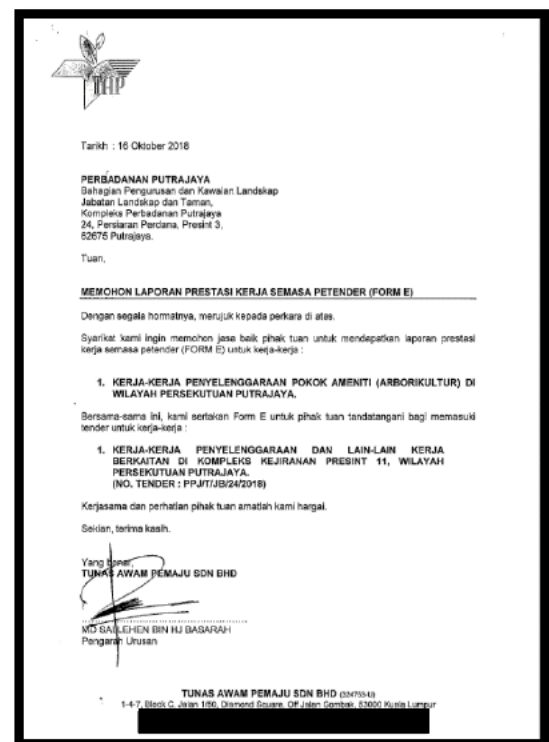 TAP
Tarikh : 16 Oktober 2018
PERBADANAN PUTRAJAYA
Bahagian Pengurusan dan Kawalan Landskap
Jabatan Landskap dan Taman,
Kompleks Perbadanan Putrajaya
24, Persiaran Perdana, Presint 3,
62675 Putrajaya.
Tuan,
MEMOHON LAPORAN PRESTASI KERJA SEMASA PETENDER (FORM E)
Dengan segala hormatnya, merujuk kepada perkara di atas.
Syarikat kami ingin memohon jasa baik pihak tuan untuk mendapatkan laporan prestasi
kerja semasa petender (FORM E) untuk kerja-kerja :
1. KERJA-KERJA PENYELENGGARAAN POKOK AMENITI (ARBORIKULTUR) DI
WILAYAH PERSEKUTUAN PUTRAJAYA.
Bersama-sama ini, kami sertakan Form E untuk pihak tuan tandatangani bagi memasuki
tender untuk kerja-kerja :
1. KERJA-KERJA PENYELENGGARAAN DAN LAIN-LAIN KERJA
BERKAITAN DI KOMPLEKS KEJIRANAN PRESINT 11, WILAYAH
PERSEKUTUAN PUTRAJAYA.
(NO. TENDER : PPJ/T/JB/24/2018)
Kerjasama dan perhatian pihak tuan amatlah kami hargai.
Sekian, terima kasih.
Yang benar,
TUNAS AWAM PEMAJU SDN BHD
MD SALLEHEN BIN HJ BASARAH
Pengarah Urusan
TUNAS AWAM PEMAJU SDN BHD (324753-U)
1-4-7, Block C, Jalan 1/50, Diamond Square, Off Jalan Gombak, 53000 Kuala Lumpur